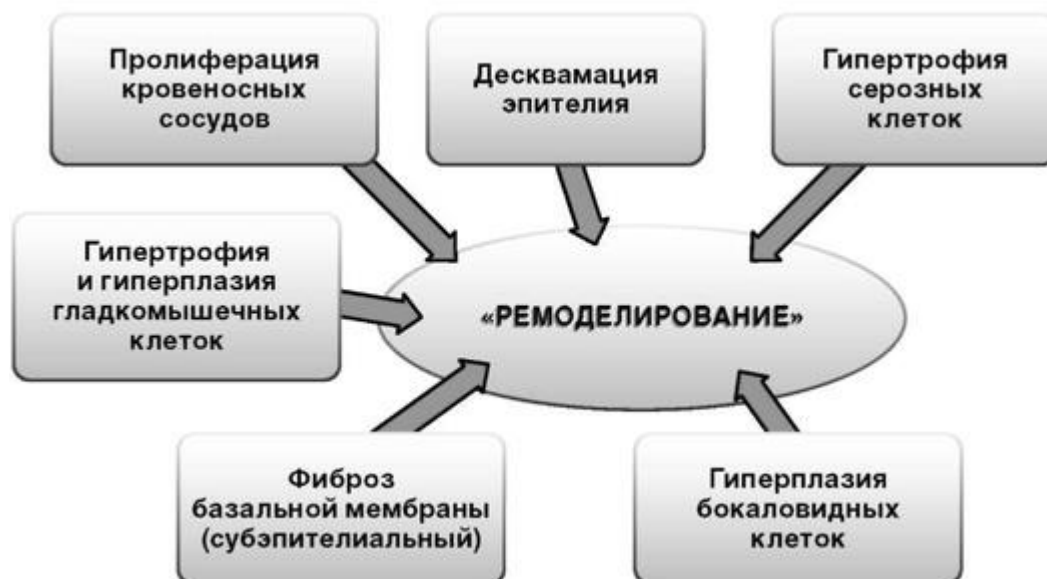 Пролиферация
кровеносных
сосудов
Десквамация
эпителия
Гипертрофия
серозных
клеток
Гипертрофия
и гиперплазия
гладкомышечных
клеток
«РЕМОДЕЛИРОВАНИЕ»
Фиброз
базальной мембраны
(субэпителиальный)
Гиперплазия
бокаловидных
клеток